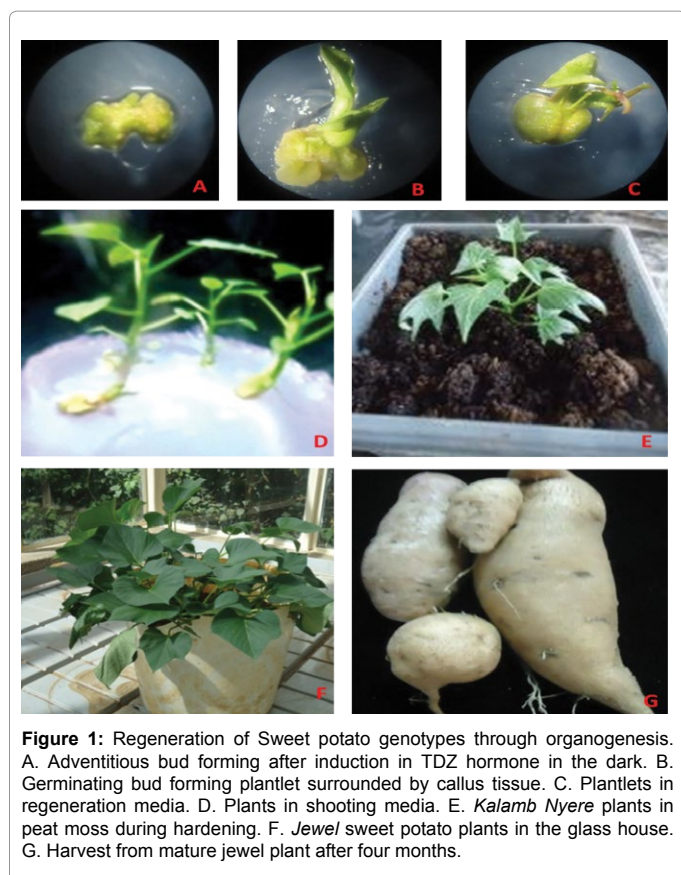 A
B
C
D
E
F
G
Figure 1: Regeneration of Sweet potato genotypes through organogenesis.
A. Adventitious bud forming after induction in TDZ hormone in the dark. B.
Germinating bud forming plantlet surrounded by callus tissue. C. Plantlets in
regeneration media. D. Plants in shooting media. E. Kalamb Nyere plants in
peat moss during hardening. F. Jewel sweet potato plants in the glass house.
G. Harvest from mature jewel plant after four months.